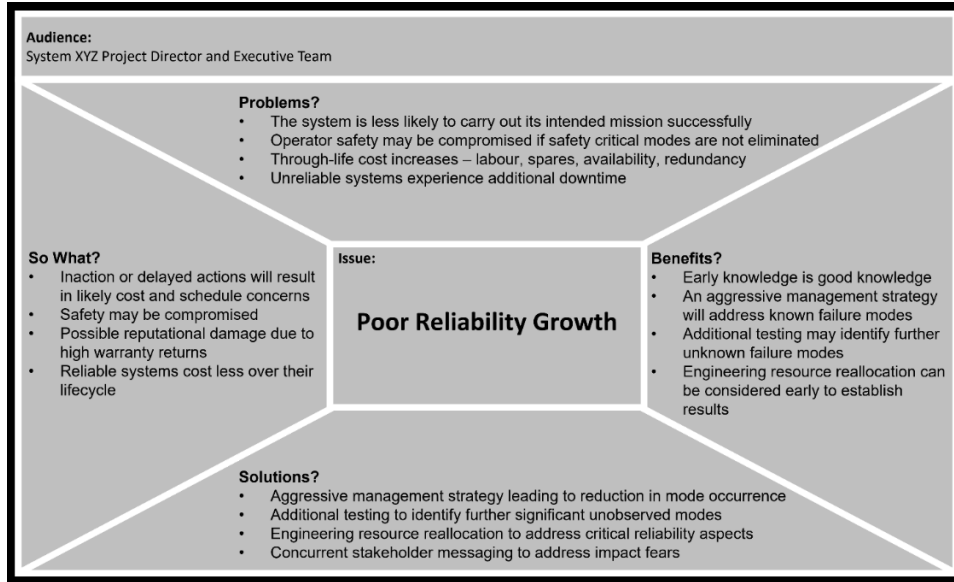 Audience:
System XYZ Project Director and Executive Team
Problems?
• The system is less likely to carry out its intended mission successfully
• Operator safety may be compromised if safety critical modes are not eliminated
• Through-life cost increases – labour, spares, availability, redundancy
• Unreliable systems experience additional downtime
So What?
• Inaction or delayed actions will result
in likely cost and schedule concerns
• Safety may be compromised
• Possible reputational damage due to
high warranty returns
• Reliable systems cost less over their
lifecycle
Issue:
Poor Reliability Growth
Benefits?
• Early knowledge is good knowledge
• An aggressive management strategy
will address known failure modes
• Additional testing may identify further
unknown failure modes
• Engineering resource reallocation can
be considered early to establish
results
Solutions?
• Aggressive management strategy leading to reduction in mode occurrence
• Additional testing to identify further significant unobserved modes
• Engineering resource reallocation to address critical reliability aspects
• Concurrent stakeholder messaging to address impact fears